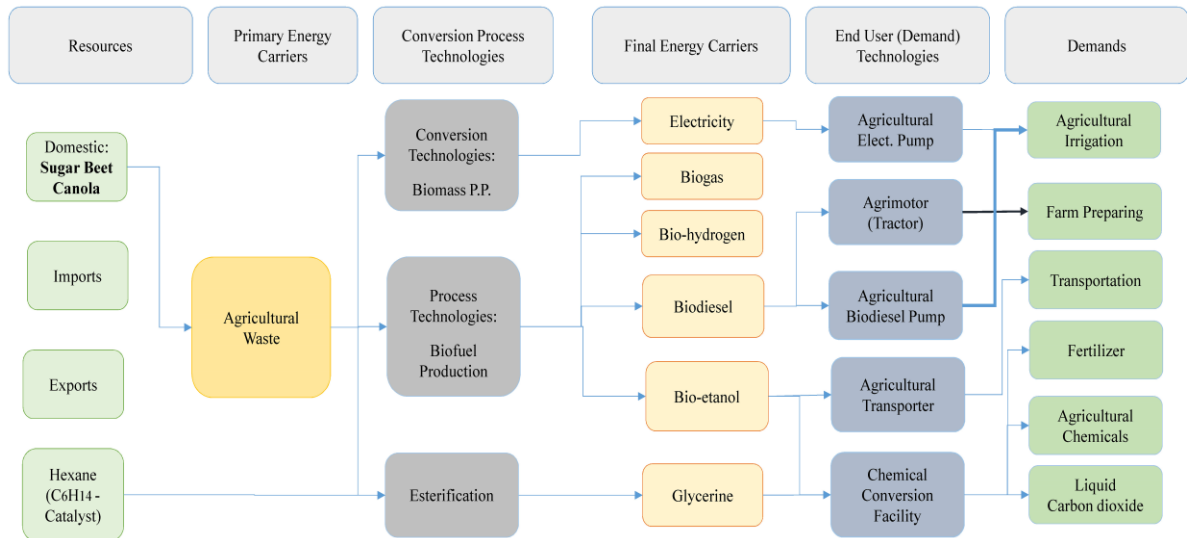 Resources
Primary Energy
Carriers
Conversion Process
Technologies
Final Energy Carriers
End User (Demand)
Technologies
Demands
Domestic:
Sugar Beet
Canola
Imports
Exports
Hexane
(C6H14 -
Catalyst)
Agricultural
Waste
Conversion
Technologies:
Biomass P.P.
Process
Technologies:
Biofuel
Production
Esterification
Electricity
Biogas
Bio-hydrogen
Biodiesel
Bio-etanol
Glycerine
Agricultural
Elect. Pump
Agrimotor
(Tractor)
Agricultural
Biodiesel Pump
Agricultural
Transporter
Chemical
Conversion
Facility
Agricultural
Irrigation
Farm Preparing
Transportation
Fertilizer
Agricultural
Chemicals
Liquid
Carbon dioxide